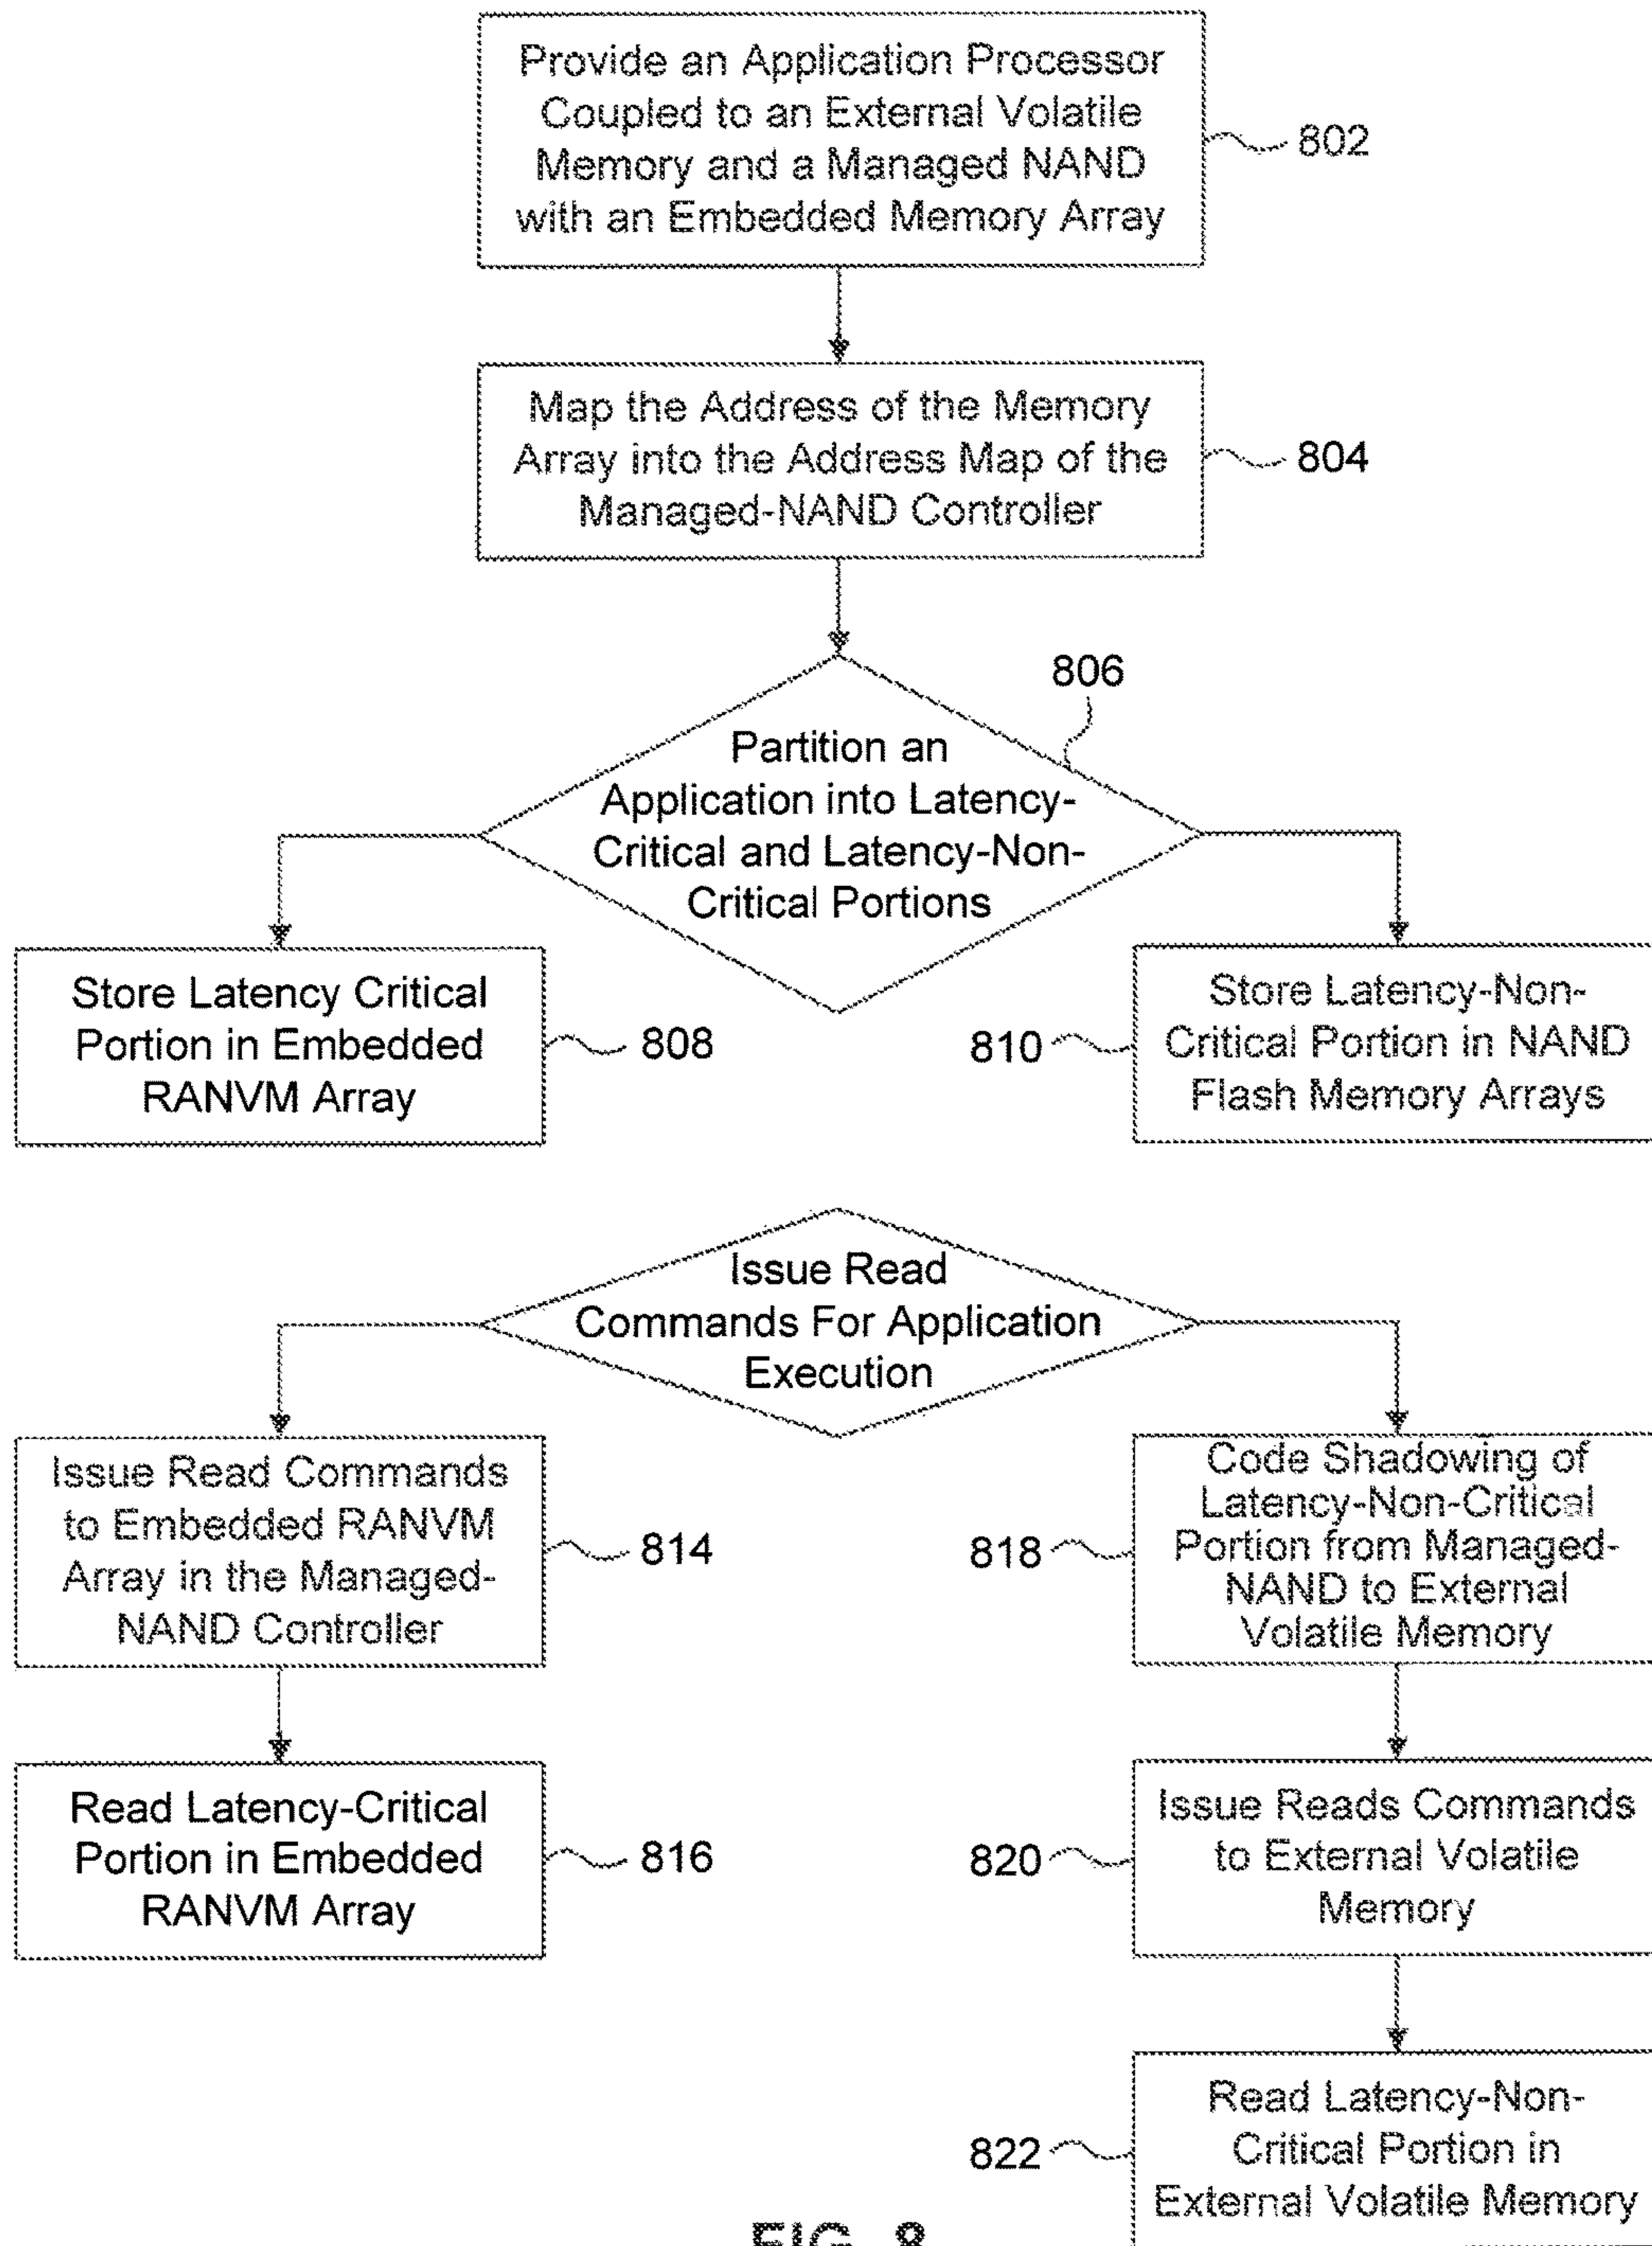 Provide an Application Processor
Coupled to an External Volatile
Memory and a Managed NAND
with an Embedded Memory Array
802
Map the Address of the Memory
Array into the Address Map of the
Managed-NAND Controller
804
806
Partition an
Application into Latency-
Critical and Latency-Non-
Critical Portions
Store Latency Critical
Portion in Embedded
RANVM Array
808
810
Store Latency-Non-
Critical Portion in NAND
Flash Memory Arrays
Issue Read
Commands For Application
Execution
Issue Read Commands
to Embedded RANVM
Array in the Managed-
NAND Controller
814
818
Code Shadowing of
Latency-Non-Critical
Portion from Managed-
NAND to External
Volatile Memory
Read Latency-Critical
Portion in Embedded
RANVM Array
816
820
Issue Reads Commands
to External Volatile
Memory
822
Read Latency-Non-
Critical Portion in
External Volatile Memory
FIG. 8